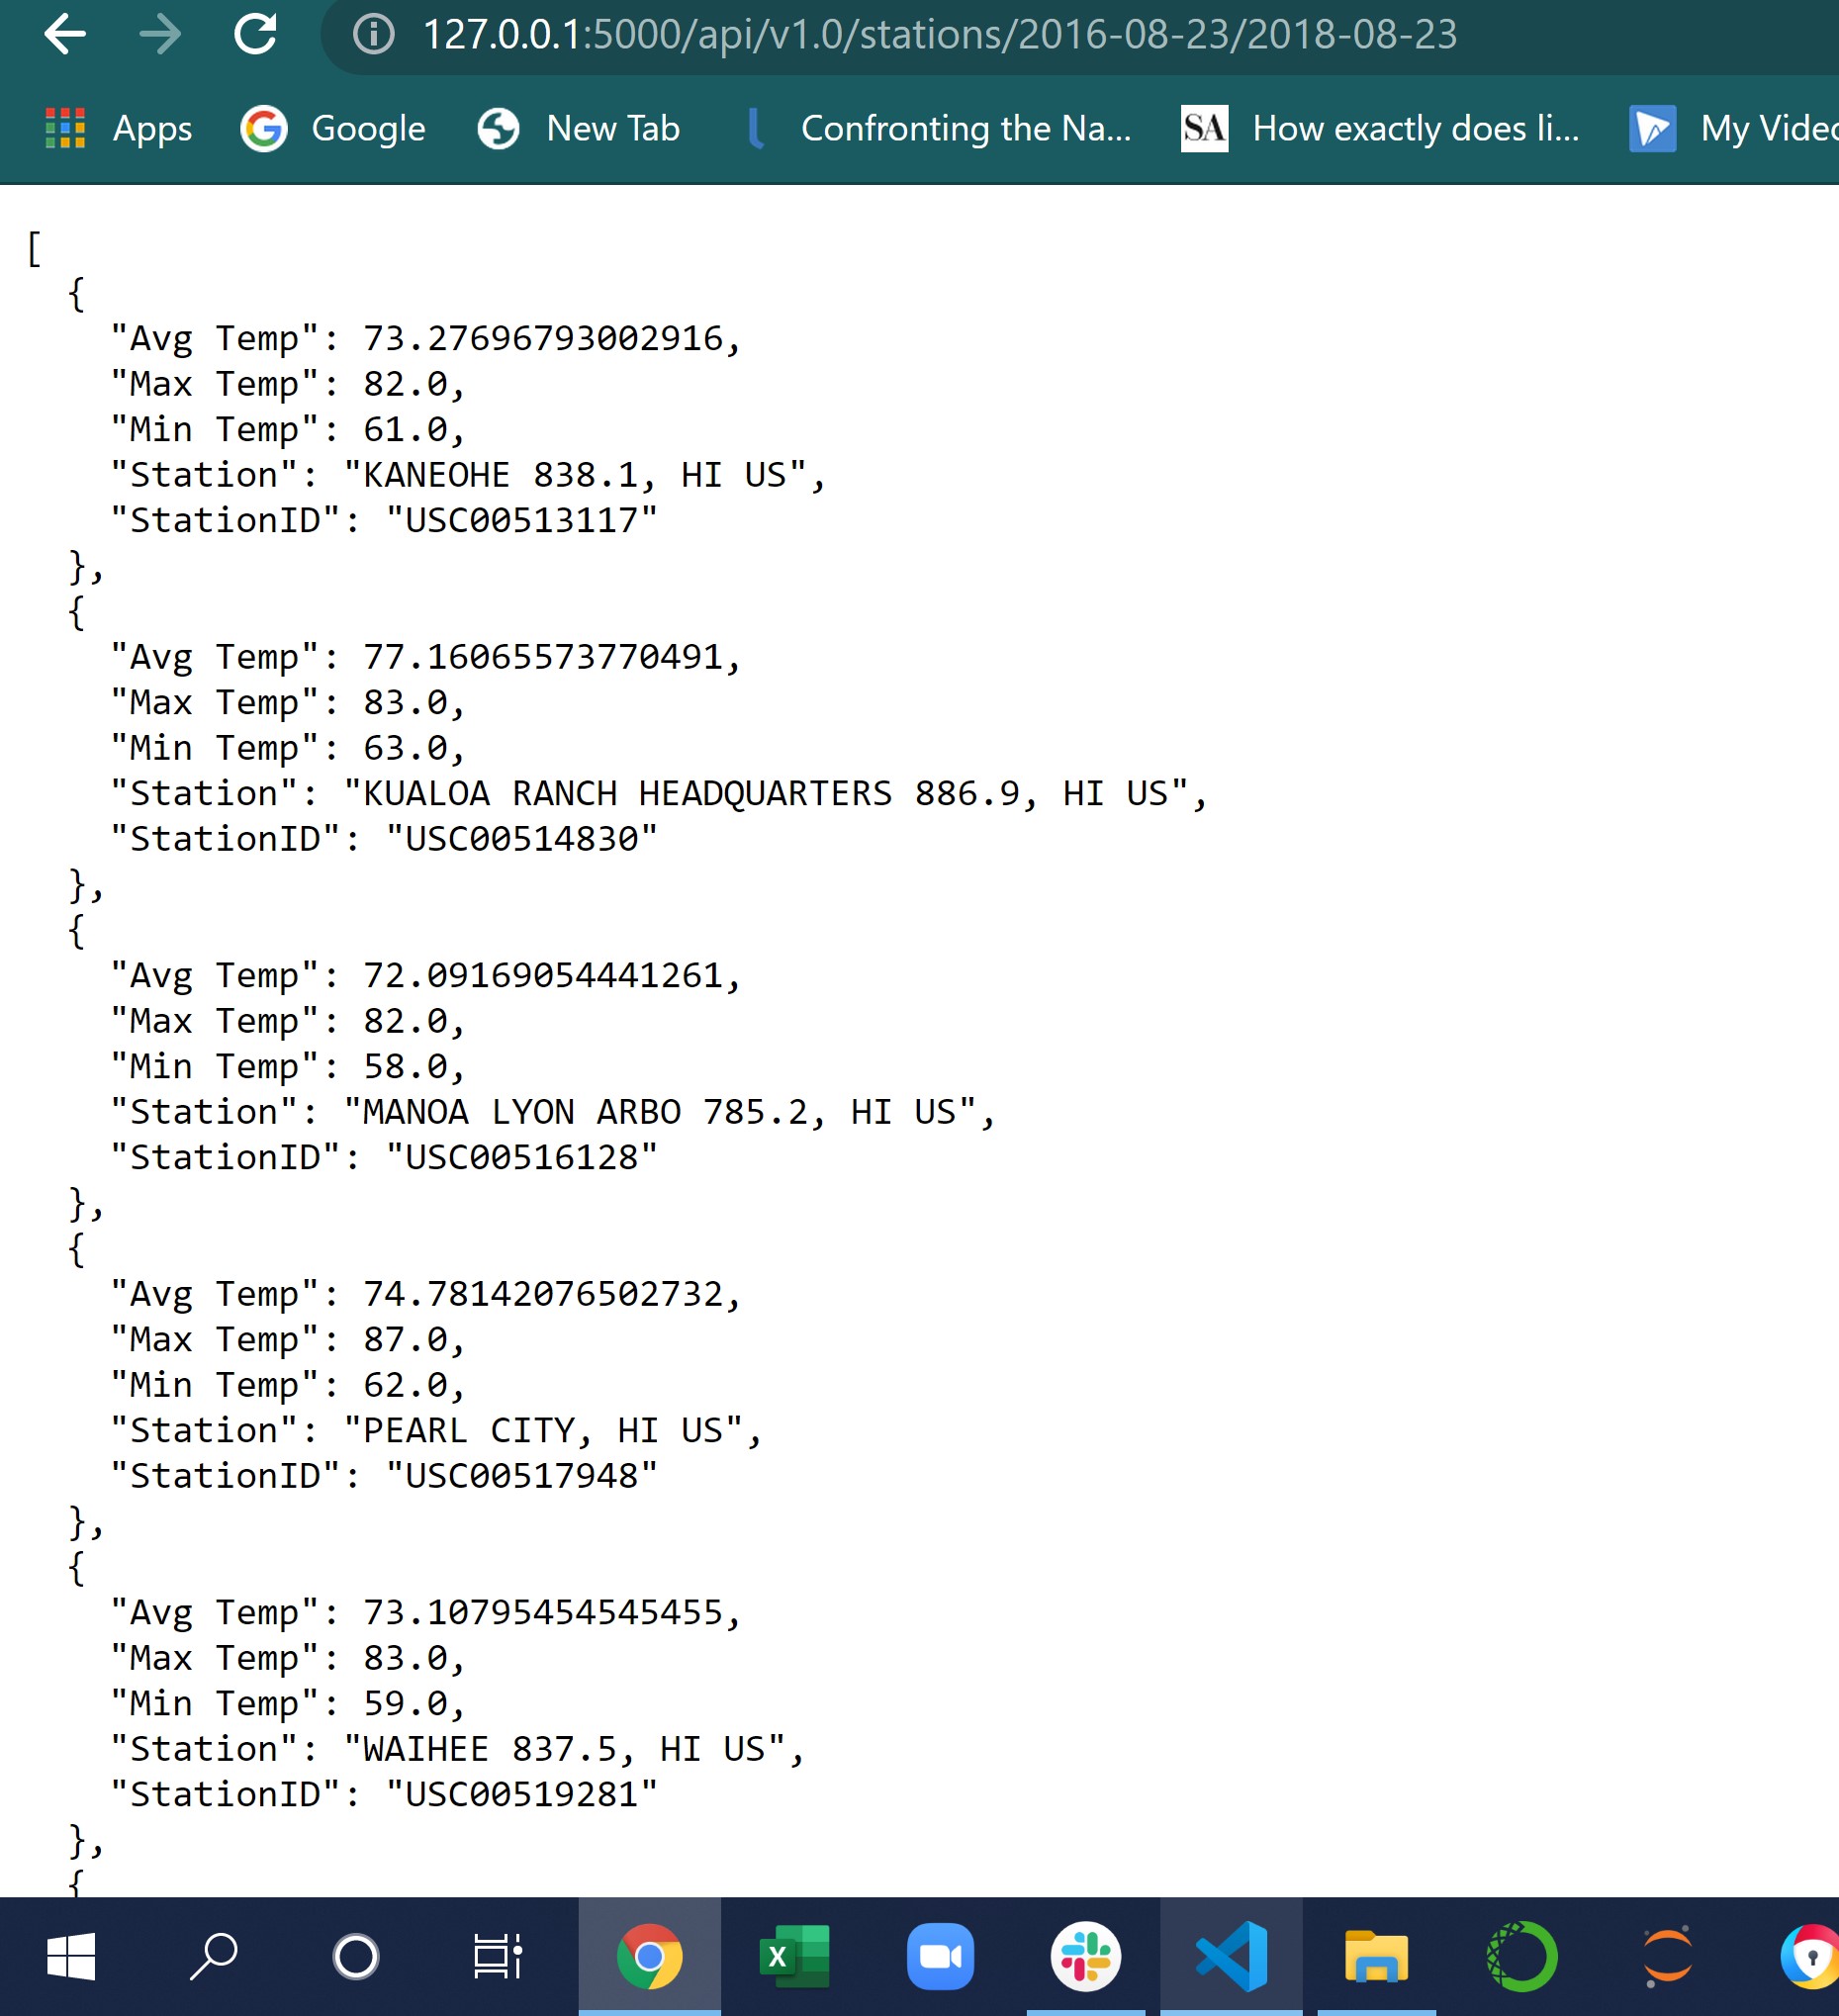 127.0.0.1:5000/api/v1.0/stations/2016-08-23/2018-08-23
Apps Google New Tab Confronting the Na... SA How exactly does li... My Videc
[
{
"Avg Temp": 73.27696793002916,
"Max Temp": 82.0,
"Min Temp": 61.0,
"Station": "KANEOHE 838.1, HI US",
"StationID": "USC00513117"
},
{
"Avg Temp": 77.16065573770491,
"Max Temp": 83.0,
"Min Temp": 63.0,
"Station": "KUALOA RANCH HEADQUARTERS 886.9, HI US",
"StationID": "USC00514830"
},
{
"Avg Temp": 72.09169054441261,
"Max Temp": 82.0,
"Min Temp": 58.0,
"Station": "MANOA LYON ARBO 785.2, HI US",
"StationID": "USC00516128"
},
{
"Avg Temp": 74.78142076502732,
"Max Temp": 87.0,
"Min Temp": 62.0,
"Station": "PEARL CITY, HI US",
"StationID": "USC00517948"
},
{
"Avg Temp": 73.10795454545455,
"Max Temp": 83.0,
"Min Temp": 59.0,
"Station": "WAIHEE 837.5, HI US",
"StationID": "USC00519281"
},
{
X